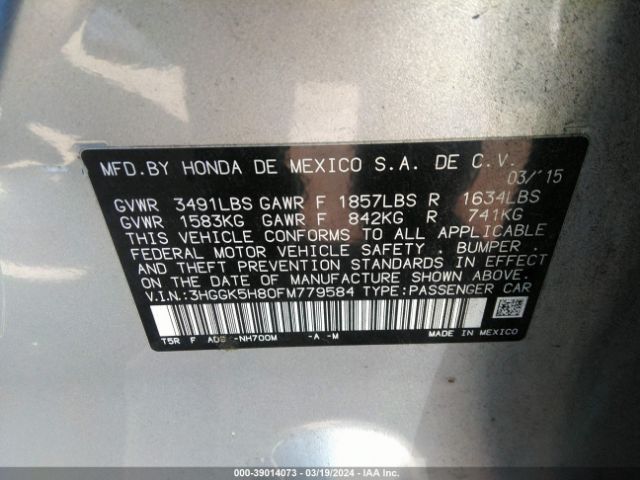 MFD.BY HONDA DE MEXICO S.A. DE C.V.
03/'15
GVWR 3491LBS GAWR F 1857LBS R 1634LBS
GVWR 1583KG GAWR F 842KG R 741KG
THIS VEHICLE CONFORMS TO ALL APPLICABLE
FEDERAL MOTOR VEHICLE SAFETY . BUMPER .
AND THEFT PREVENTION STANDARDS IN EFFECT
ON THE DATE OF MANUFACTURE SHOWN ABOVE.
V.I.N.:3HGGK5H80FM779584 TYPE:PASSENGER CAR
T5R F AD9 -NH700M -A -M MADE IN MEXICO
000-39014073 — 03/19/2024 — IAA Inc.